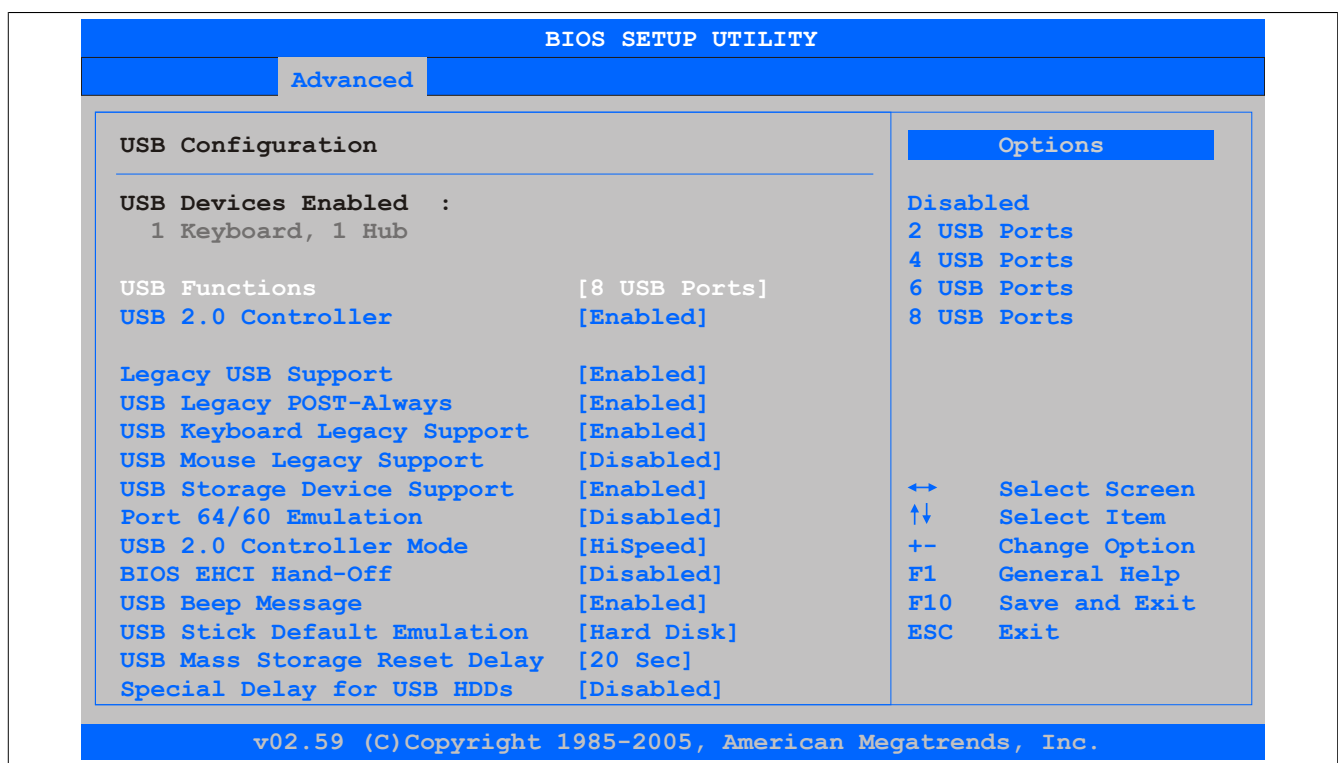 BIOS SETUP UTILITY
Advanced
USB Configuration
USB Devices Enabled :
1 Keyboard, 1 Hub
USB Functions [8 USB Ports]
USB 2.0 Controller [Enabled]
Legacy USB Support [Enabled]
USB Legacy POST-Always [Enabled]
USB Keyboard Legacy Support [Enabled]
USB Mouse Legacy Support [Disabled]
USB Storage Device Support [Enabled]
Port 64/60 Emulation [Disabled]
USB 2.0 Controller Mode [HiSpeed]
BIOS EHCI Hand-Off [Disabled]
USB Beep Message [Enabled]
USB Stick Default Emulation [Hard Disk]
USB Mass Storage Reset Delay [20 Sec]
Special Delay for USB HDDs [Disabled]
Options
Disabled
2 USB Ports
4 USB Ports
6 USB Ports
8 USB Ports
↔ Select Screen
↑↓ Select Item
+- Change Option
F1 General Help
F10 Save and Exit
ESC Exit
v02.59 (C)Copyright 1985-2005, American Megatrends, Inc.